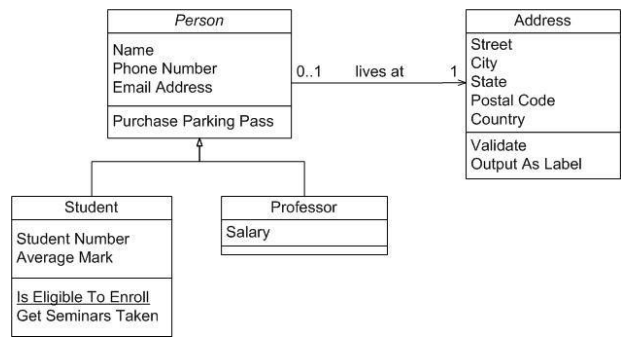 Person
Name
Phone Number
Email Address
Purchase Parking Pass
0..1 lives at 1
Address
Street
City
State
Postal Code
Country
Validate
Output As Label
Student
Student Number
Average Mark
Is Eligible To Enroll
Get Seminars Taken
Professor
Salary